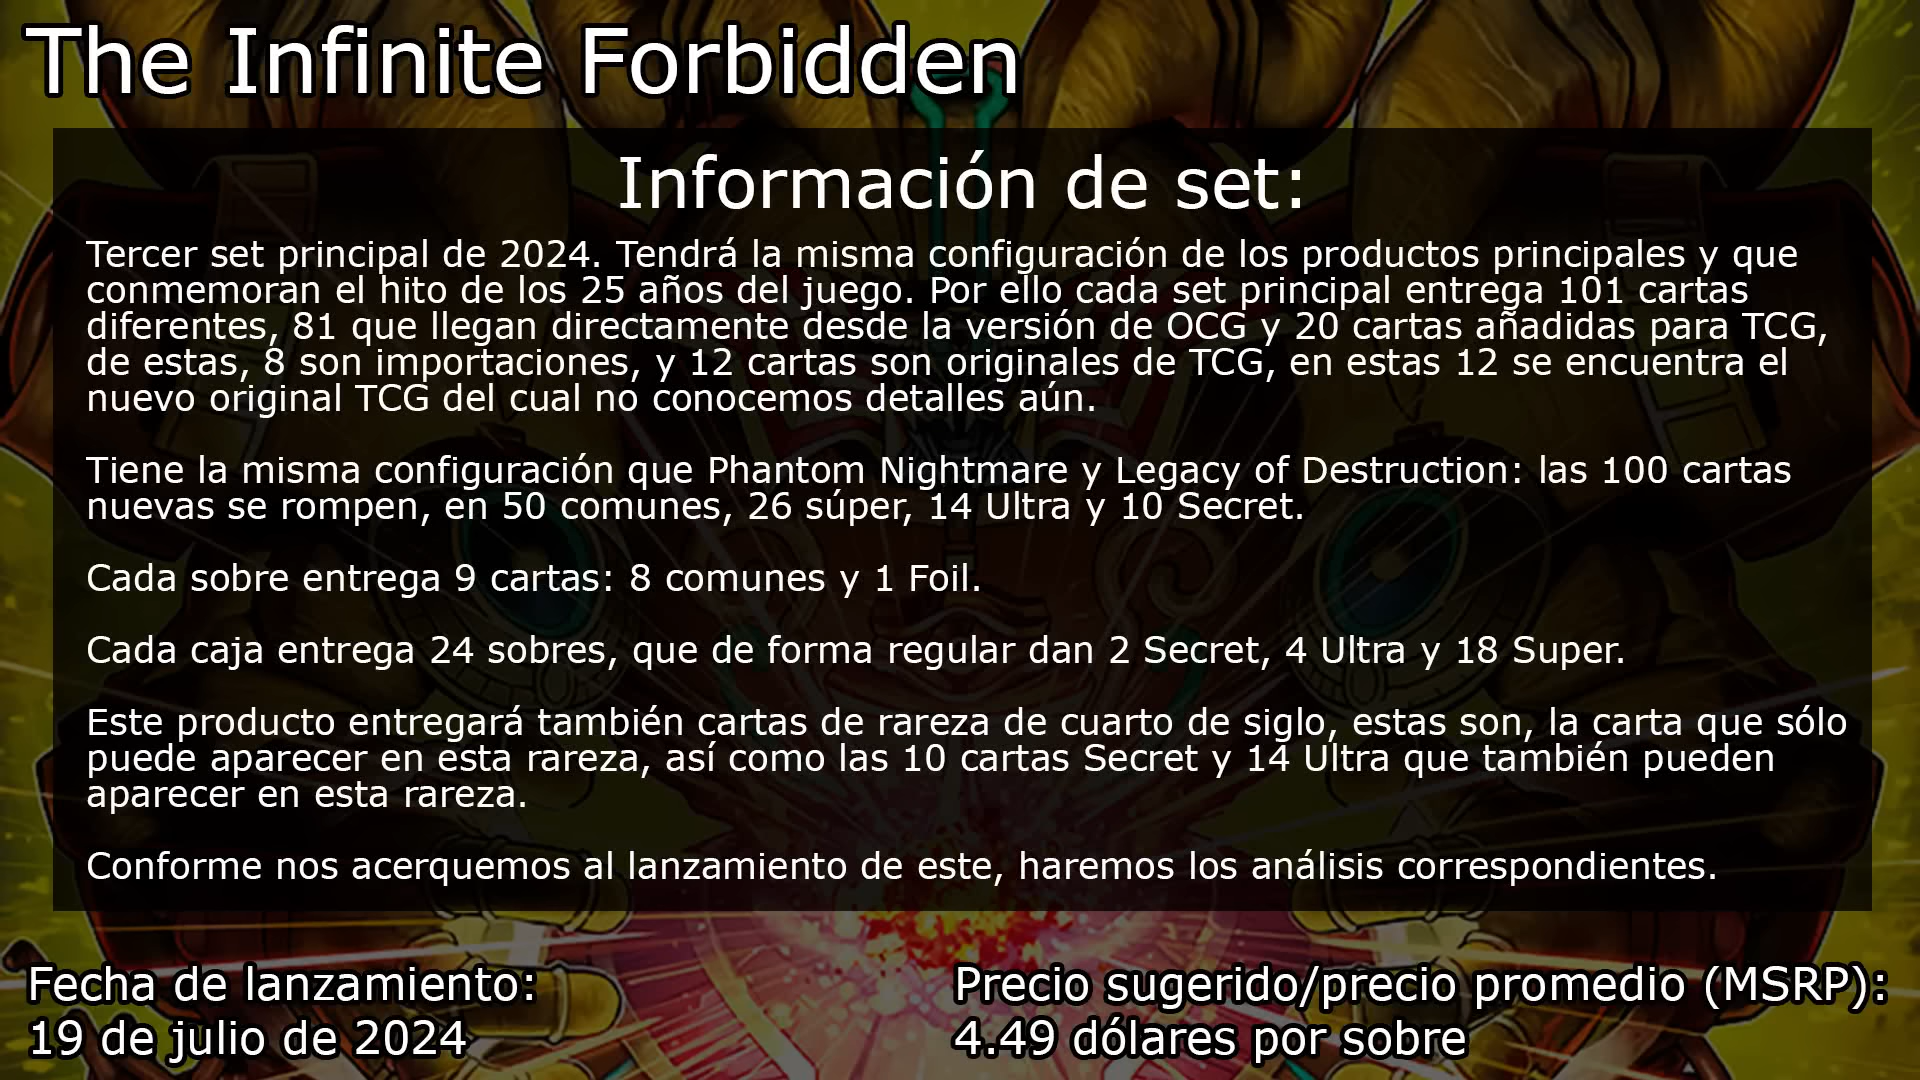 The Infinite Forbidden
Información de set:
Tercer set principal de 2024. Tendrá la misma configuración de los productos principales y que
conmemoran el hito de los 25 años del juego. Por ello cada set principal entrega 101 cartas
diferentes, 81 que llegan directamente desde la versión de OCG y 20 cartas añadidas para TCG,
de estas, 8 son importaciones, y 12 cartas son originales de TCG, en estas 12 se encuentra el
nuevo original TCG del cual no conocemos detalles aún.
Tiene la misma configuración que Phantom Nightmare y Legacy of Destruction: las 100 cartas
nuevas se rompen, en 50 comunes, 26 súper, 14 Ultra y 10 Secret.
Cada sobre entrega 9 cartas: 8 comunes y 1 Foil.
Cada caja entrega 24 sobres, que de forma regular dan 2 Secret, 4 Ultra y 18 Super.
Este producto entregará también cartas de rareza de cuarto de siglo, estas son, la carta que sólo
puede aparecer en esta rareza, así como las 10 cartas Secret y 14 Ultra que también pueden
aparecer en esta rareza.
Conforme nos acerquemos al lanzamiento de este, haremos los análisis correspondientes.
Fecha de lanzamiento:
19 de julio de 2024
Precio sugerido/precio promedio (MSRP):
4.49 dólares por sobre